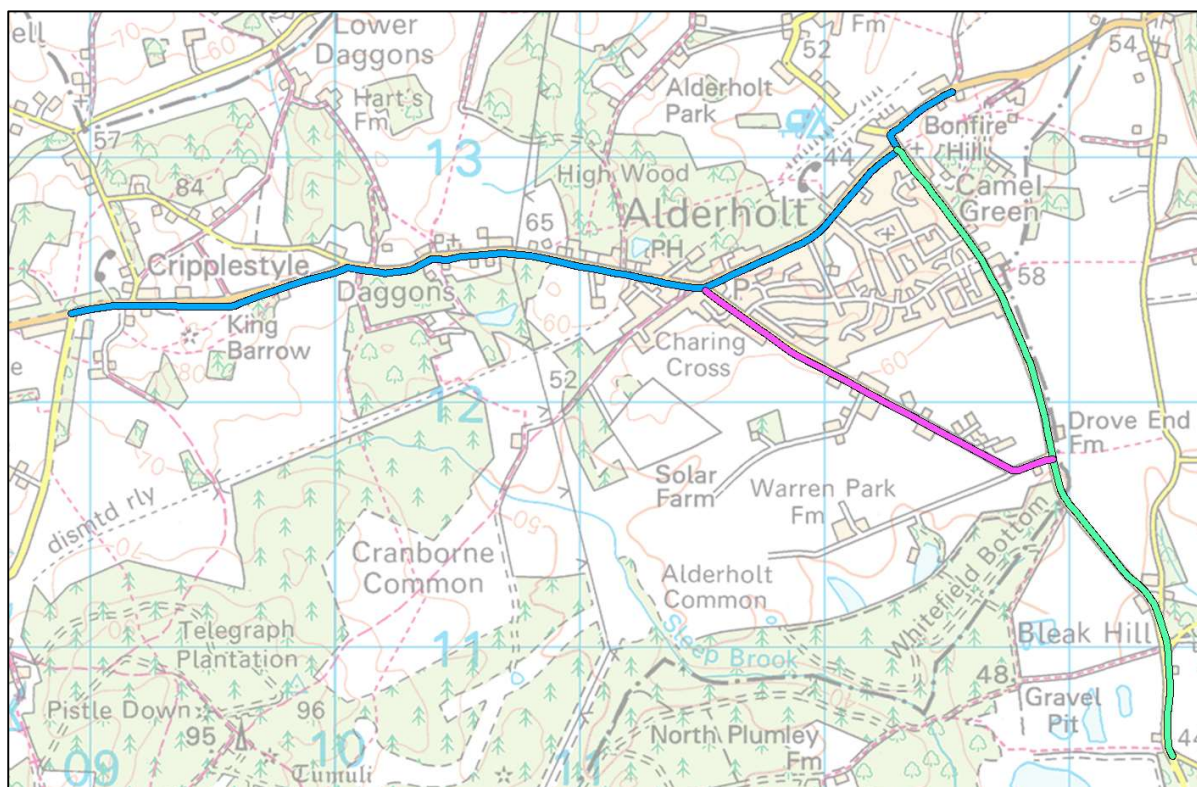 ell
70
60
Lower
Daggons
52
Fm
54
Hart's
Fm
Alderholt
Park
57
13
44
Bonfire
Hill
High Wood
Camel
Green
84
65
Alderholt
PH
58
Cripplestyle
P
Daggons
60
King
Barrow
Charing
Cross
60
e
80
52
12
Drove End
Fm
70
Solar
Farm
Warren Park
Fm
dismtd rly
50
70
Cranborne
Common
Alderholt
Common
Whitefield Bottom
Telegraph
Plantation
11
Sleep Brook
Bleak Hill
48
Gravel
Pit
Pistle Down
96
95
10
North Plumley
Fm
44
09
Tumuli
11